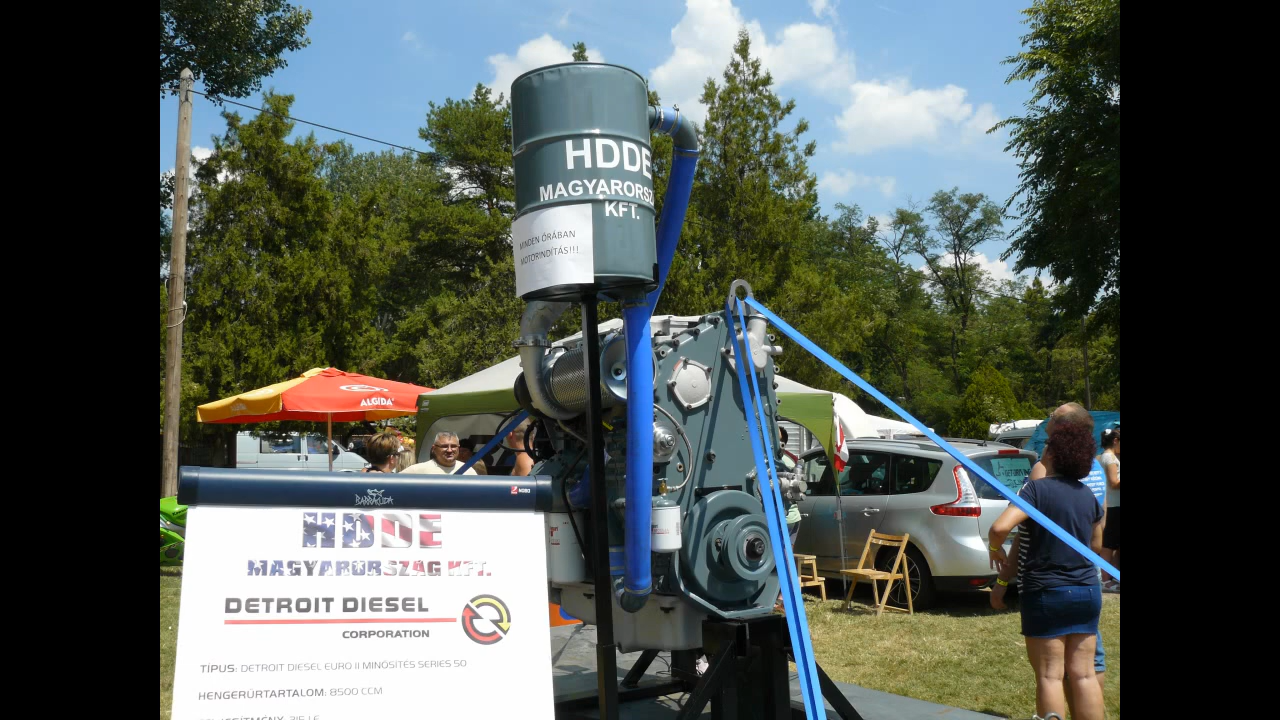 HDDE
MAGYARORSZ
KFT.
MINDEN ÓRÁBAN
MOTORINDÍTÁS!!!
ALGIDA
BARRACUDA
NOBO
HDDE
MAGYARORSZÁG KFT.
DETROIT DIESEL
CORPORATION
TÍPUS: DETROIT DIESEL EURO II MINŐSÍTÉS SERIES 50
HENGERŰRTARTALOM: 8500 CCM